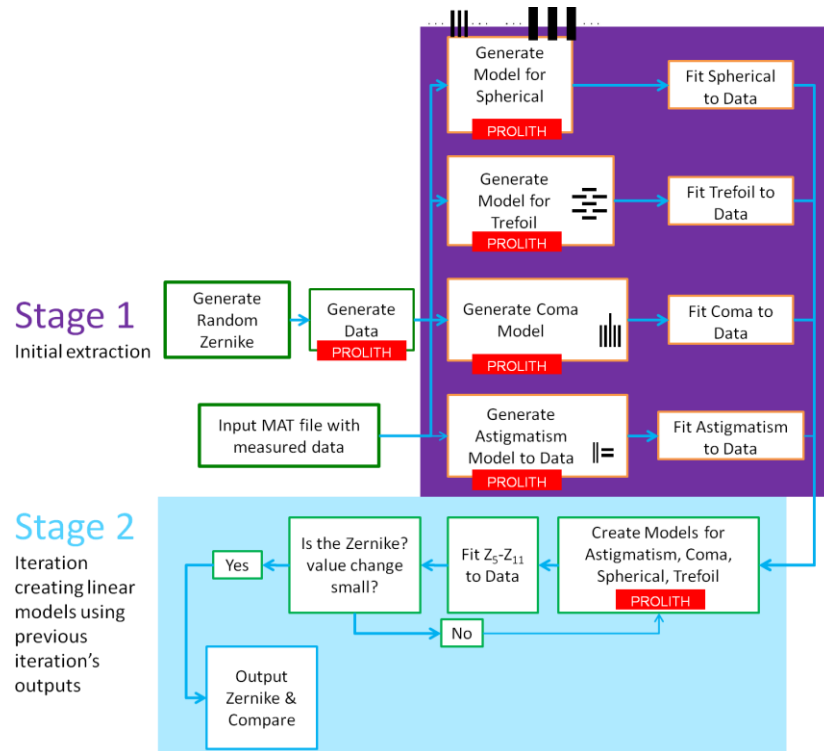 Generate
Model for
Spherical
PROLITH
Fit Spherical
to Data
Generate
Model for
Trefoil
PROLITH
Fit Trefoil to
Data
Stage 1
Initial extraction
Generate
Random
Zernike
Generate
Data
PROLITH
Generate Coma
Model
PROLITH
Fit Coma to
Data
Input MAT file with
measured data
Generate
Astigmatism
Model to Data
PROLITH
Fit Astigmatism
to Data
Stage 2
Iteration
creating linear
models using
previous
iteration's
outputs
Yes
Is the Zernike?
value change
small?
Fit Z5-Z11
to Data
Create Models for
Astigmatism, Coma,
Spherical, Trefoil
PROLITH
No
Output
Zernike &
Compare